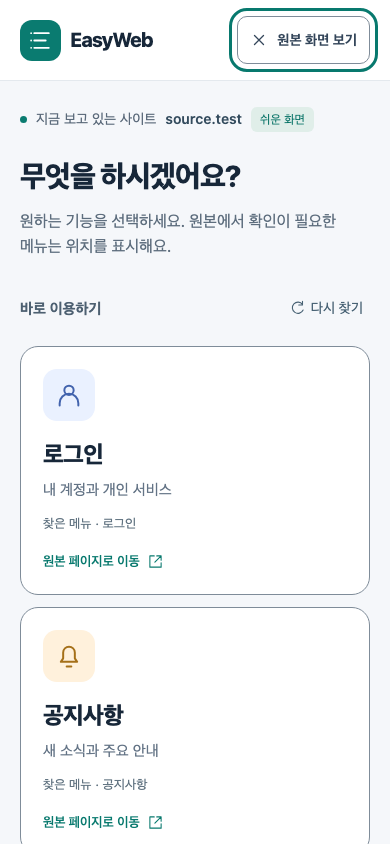 EasyWeb
원본 화면 보기
지금 보고 있는 사이트 source.test 쉬운 화면
무엇을 하시겠어요?
원하는 기능을 선택하세요. 원본에서 확인이 필요한
메뉴는 위치를 표시해요.
바로 이용하기
다시 찾기
로그인
내 계정과 개인 서비스
찾은 메뉴 · 로그인
원본 페이지로 이동
공지사항
새 소식과 주요 안내
찾은 메뉴 · 공지사항
원본 페이지로 이동